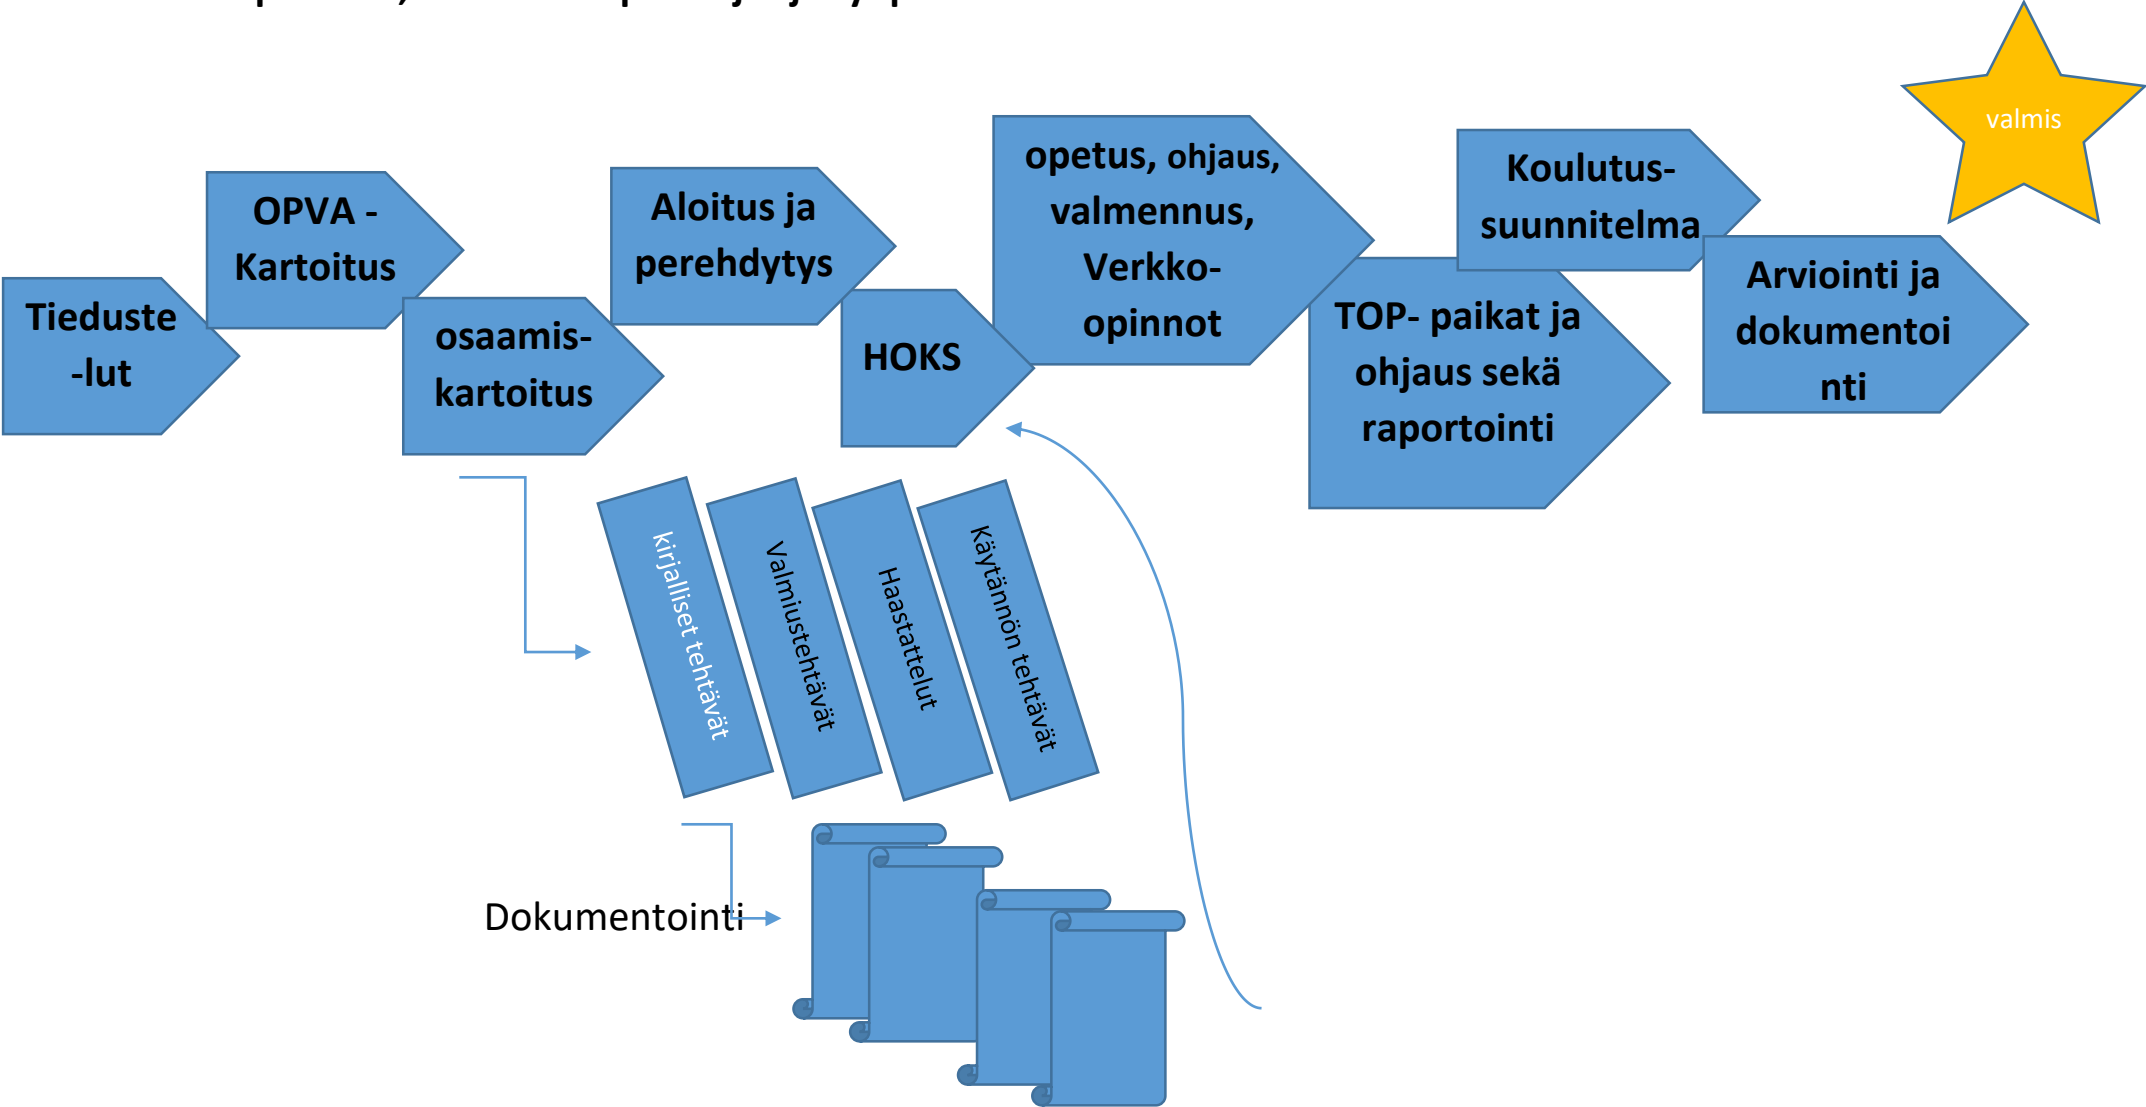 valmis
Tieduste
-lut
OPVA -
Kartoitus
osaamis-
kartoitus
Aloitus ja
perehdytys
HOKS
opetus, ohjaus,
valmennus,
Verkko-
opinnot
TOP- paikat ja
ohjaus sekä
raportointi
Koulutus-
suunnitelma
Arviointi ja
dokumentoi
nti
kirjalliset tehtävät
Valmiustehtävät
Haastattelut
Käytännön tehtävät
Dokumentointi